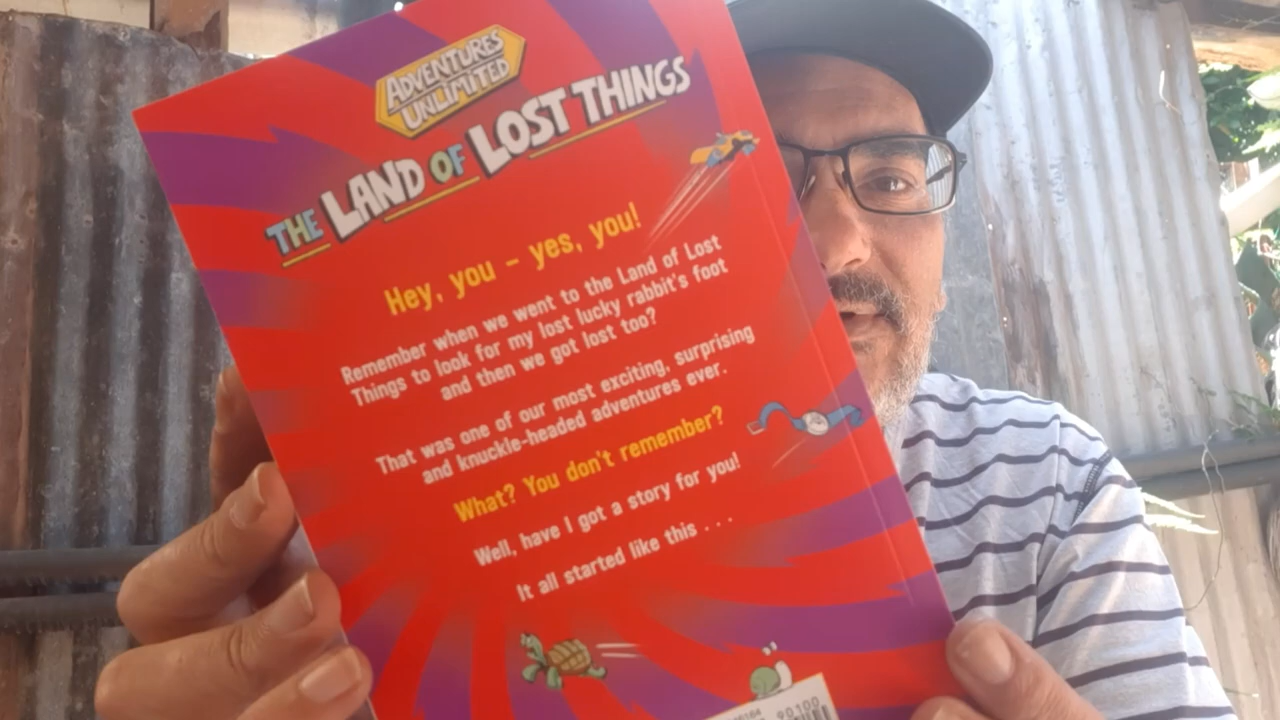 ADVENTURES
UNLIMITED
THE LAND OF LOST THINGS
Hey, you – yes, you!
Remember when we went to the Land of Lost
Things to look for my lost lucky rabbit's foot
and then we got lost too?
That was one of our most exciting, surprising
and knuckle-headed adventures ever.
What? You don't remember?
Well, have I got a story for you!
It all started like this . . .
90100